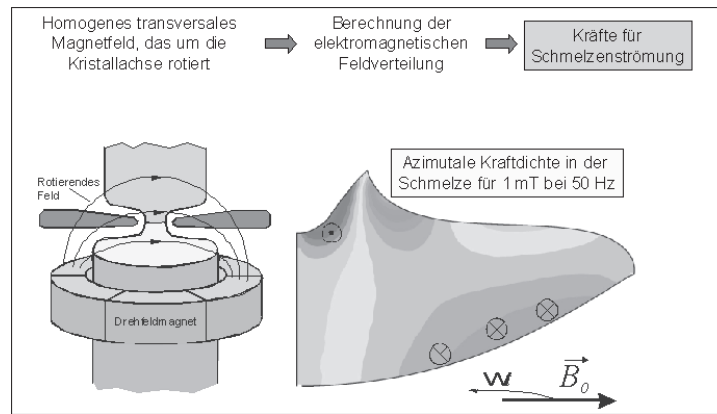 Homogenes transversales
Magnetfeld, das um die
Kristallachse rotiert
Berechnung der
elektromagnetischen
Feldverteilung
Kräfte für
Schmelzenströmung
Rotierendes
Feld
Azimutale Kraftdichte in der
Schmelze für 1 mT bei 50 Hz
Drehfeldmagnet
w
B₀